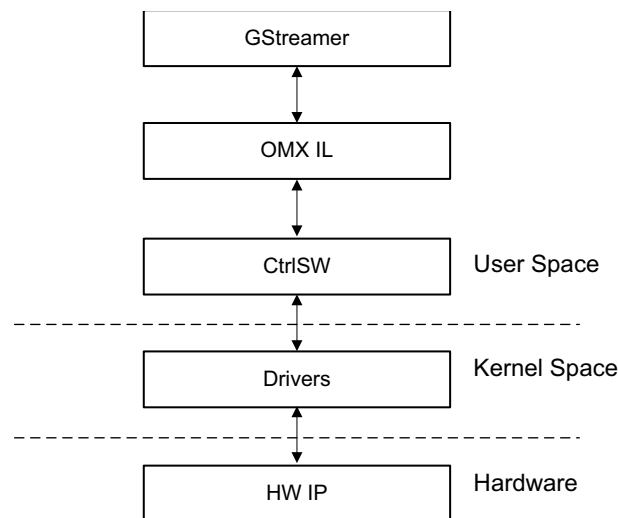 GStreamer
OMX IL
CtrlSW
User Space
Drivers
Kernel Space
HW IP
Hardware